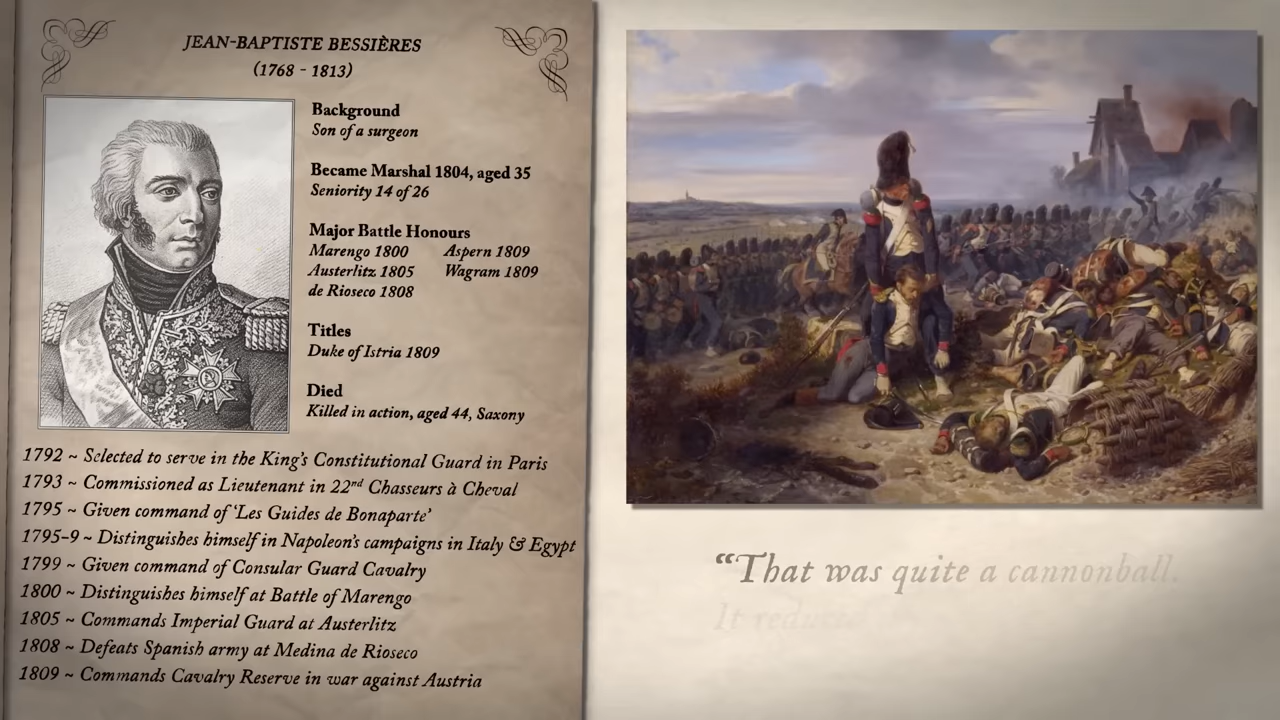 JEAN-BAPTISTE BESSIÈRES
(1768 - 1813)
Background
Son of a surgeon
Became Marshal 1804, aged 35
Seniority 14 of 26
Major Battle Honours
Marengo 1800 Aspern 1809
Austerlitz 1805 Wagram 1809
de Rioseco 1808
Titles
Duke of Istria 1809
Died
Killed in action, aged 44, Saxony
1792 ~ Selected to serve in the King's Constitutional Guard in Paris
1793 ~ Commissioned as Lieutenant in 22nd Chasseurs à Cheval
1795 ~ Given command of 'Les Guides de Bonaparte'
1795-9 ~ Distinguishes himself in Napoleon's campaigns in Italy & Egypt
1799 ~ Given command of Consular Guard Cavalry
1800 ~ Distinguishes himself at Battle of Marengo
1805 ~ Commands Imperial Guard at Austerlitz
1808 ~ Defeats Spanish army at Medina de Rioseco
1809 ~ Commands Cavalry Reserve in war against Austria
“That was quite a cannonball.
It